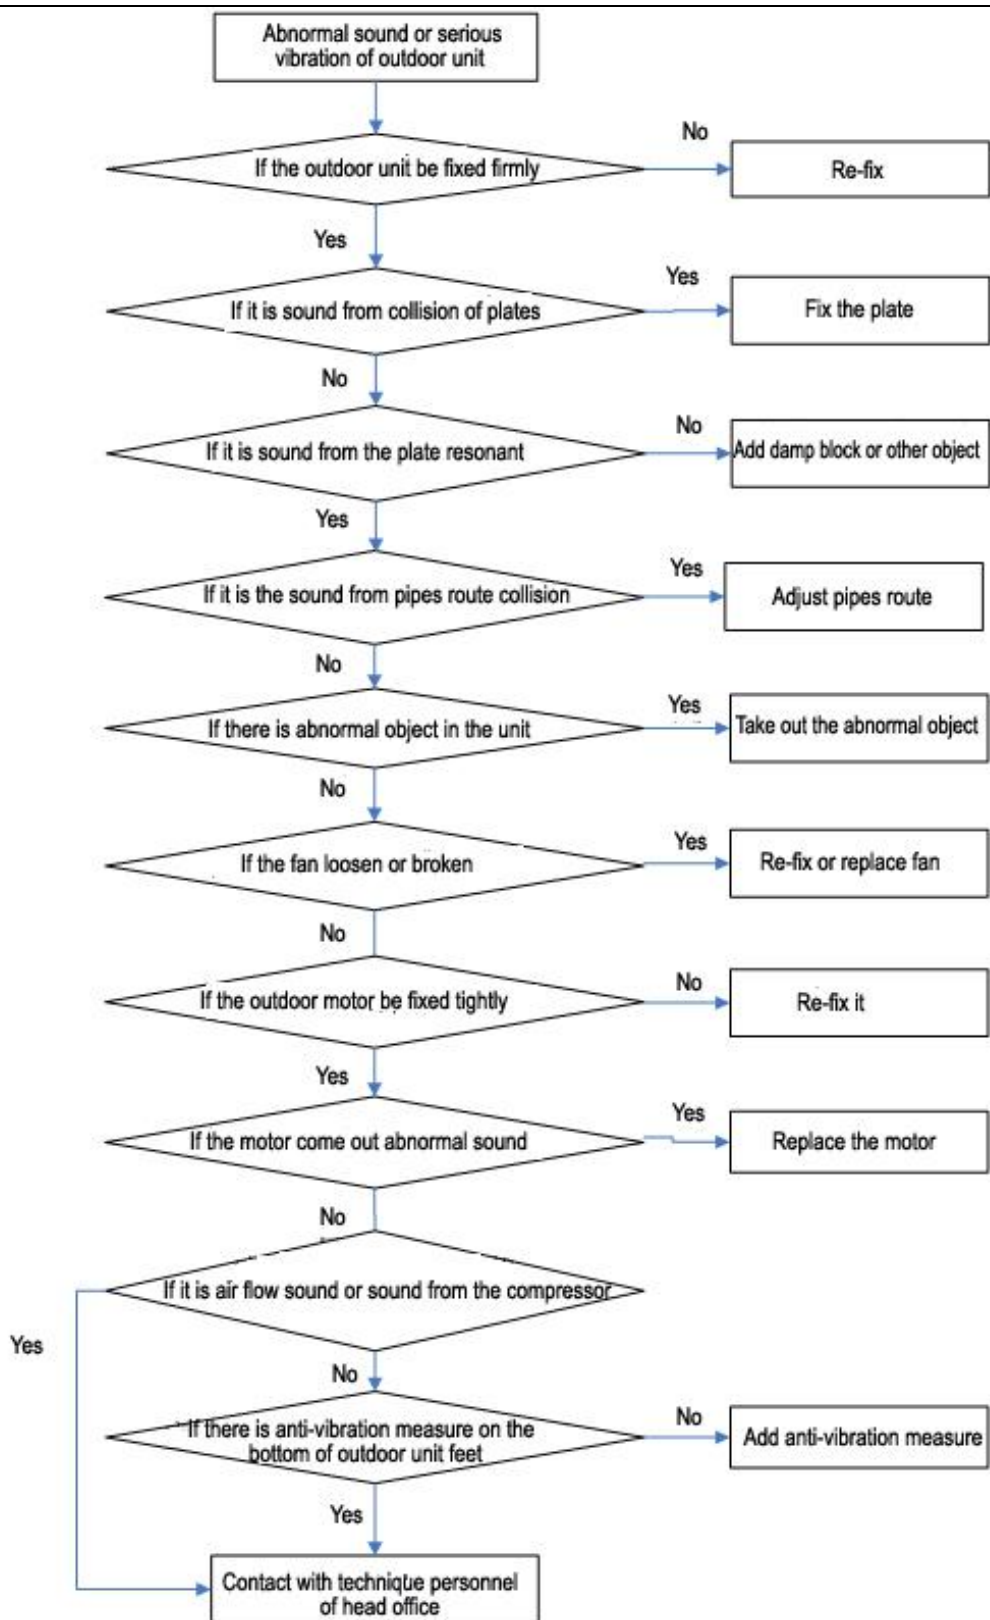 Abnormal sound or serious
vibration of outdoor unit
No
If the outdoor unit be fixed firmly
Re-fix
Yes
Yes
If it is sound from collision of plates
Fix the plate
No
No
If it is sound from the plate resonant
Add damp block or other object
Yes
Yes
If it is the sound from pipes route collision
Adjust pipes route
No
Yes
If there is abnormal object in the unit
Take out the abnormal object
No
Yes
If the fan loosen or broken
Re-fix or replace fan
No
No
If the outdoor motor be fixed tightly
Re-fix it
Yes
Yes
If the motor come out abnormal sound
Replace the motor
No
If it is air flow sound or sound from the compressor
Yes
No
If there is anti-vibration measure on the
bottom of outdoor unit feet
No
Add anti-vibration measure
Yes
Contact with technique personnel
of head office